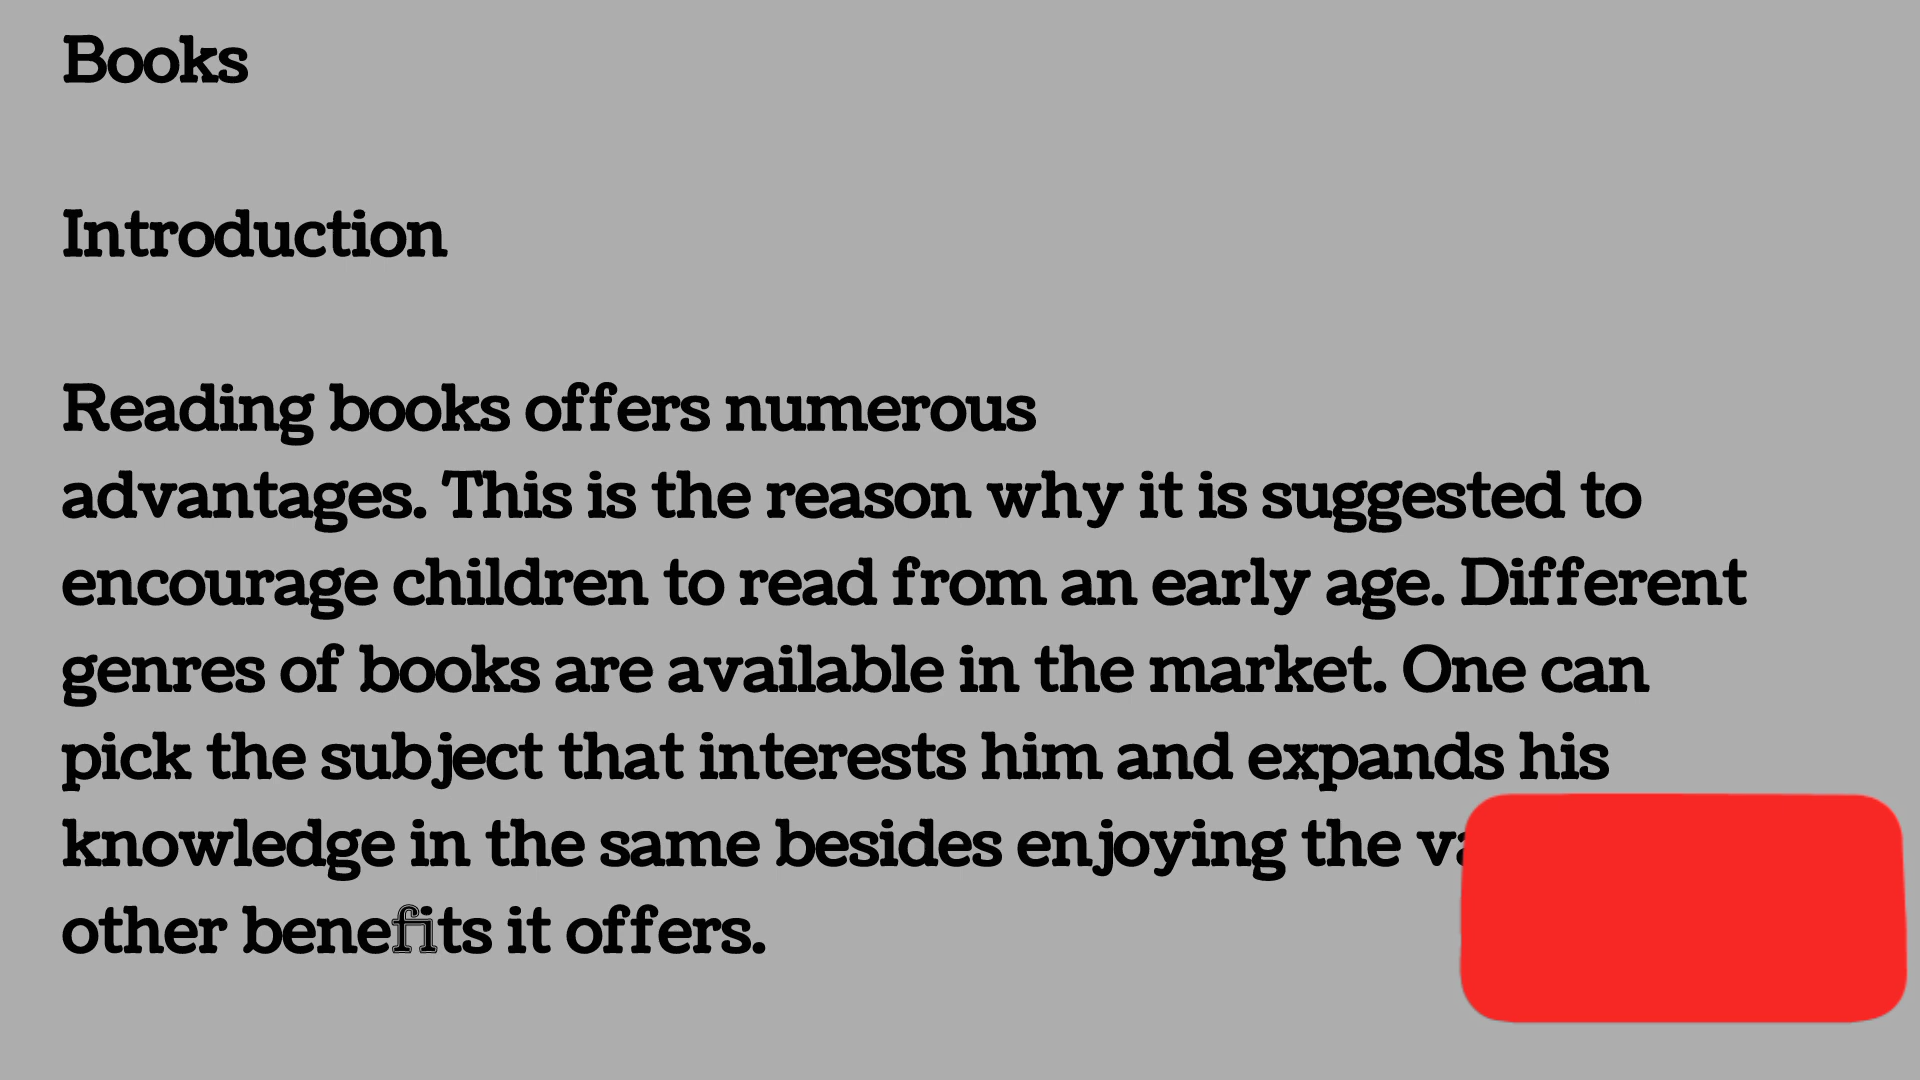 Books
Introduction
Reading books offers numerous
advantages. This is the reason why it is suggested to
encourage children to read from an early age. Different
genres of books are available in the market. One can
pick the subject that interests him and expands his
knowledge in the same besides enjoying the
other benefits it offers.